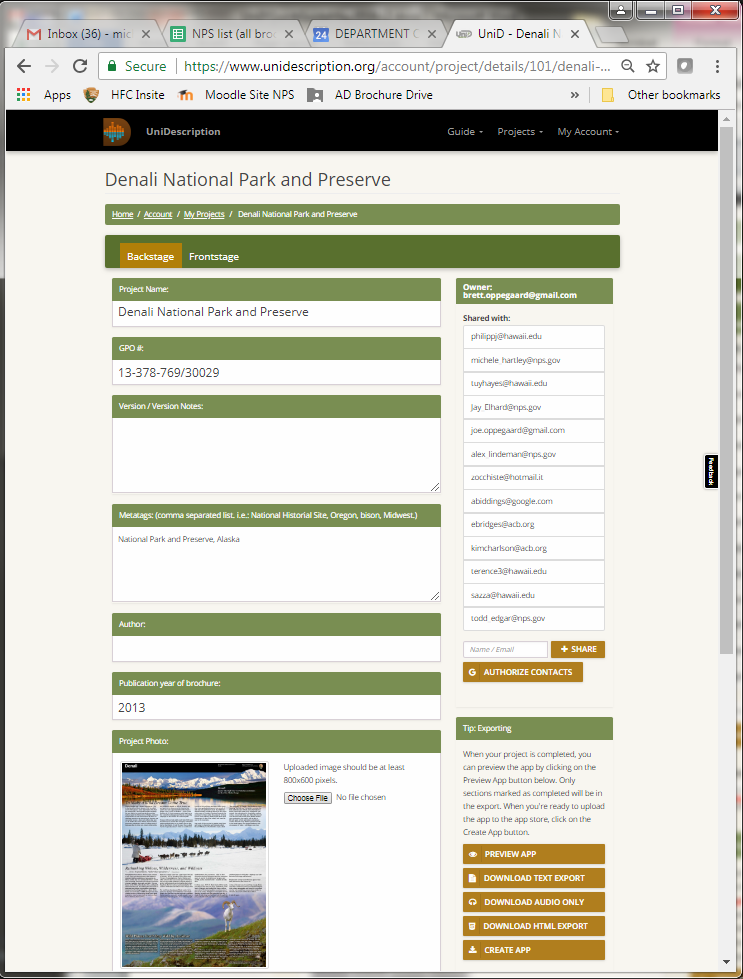 Inbox (36) - mic
NPS list (all bro
24 DEPARTMENT O
UniD - Denali N
Secure
https://www.unidescription.org/account/project/details/101/denali-...
Apps
HFC Insite
Moodle Site NPS
AD Brochure Drive
»
Other bookmarks
UniDescription
Guide
Projects
My Account
Denali National Park and Preserve
Home / Account / My Projects / Denali National Park and Preserve
Backstage
Frontstage
Project Name:
Denali National Park and Preserve
GPO #:
13-378-769/30029
Version / Version Notes:
Metatags: (comma separated list. i.e.: National Historial Site, Oregon, bison, Midwest.)
National Park and Preserve, Alaska
Author:
Publication year of brochure:
2013
Project Photo:
Denali
Uploaded image should be at least
800x600 pixels.
Choose File No file chosen
Owner:
brett.oppegaard@gmail.com
Shared with:
philippj@hawaii.edu
michele_hartley@nps.gov
tuyhayes@hawaii.edu
Jay_Elhard@nps.gov
joe.oppegaard@gmail.com
alex_lindeman@nps.gov
zocchiste@hotmail.it
abiddings@google.com
ebridges@acb.org
kimcharlson@acb.org
terence3@hawaii.edu
sazza@hawaii.edu
todd_edgar@nps.gov
Name / Email
SHARE
G AUTHORIZE CONTACTS
Feedback
Tip: Exporting
When your project is completed, you
can preview the app by clicking on the
Preview App button below. Only
sections marked as completed will be in
the export. When you're ready to upload
the app to the app store, click on the
Create App button.
PREVIEW APP
DOWNLOAD TEXT EXPORT
DOWNLOAD AUDIO ONLY
DOWNLOAD HTML EXPORT
CREATE APP